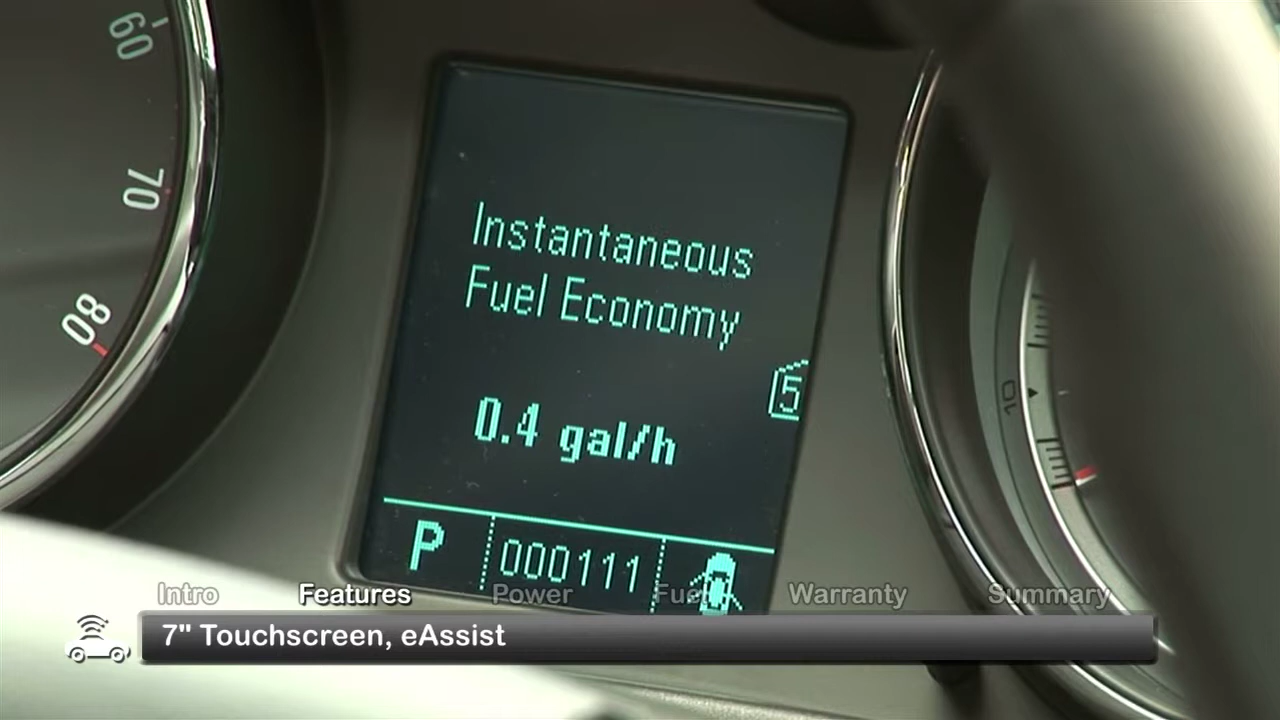 60
70
80
Instantaneous
Fuel Economy
5
0.4 gal/h
10
P
000111
Intro Features Power Fuel Warranty Summary
7" Touchscreen, eAssist